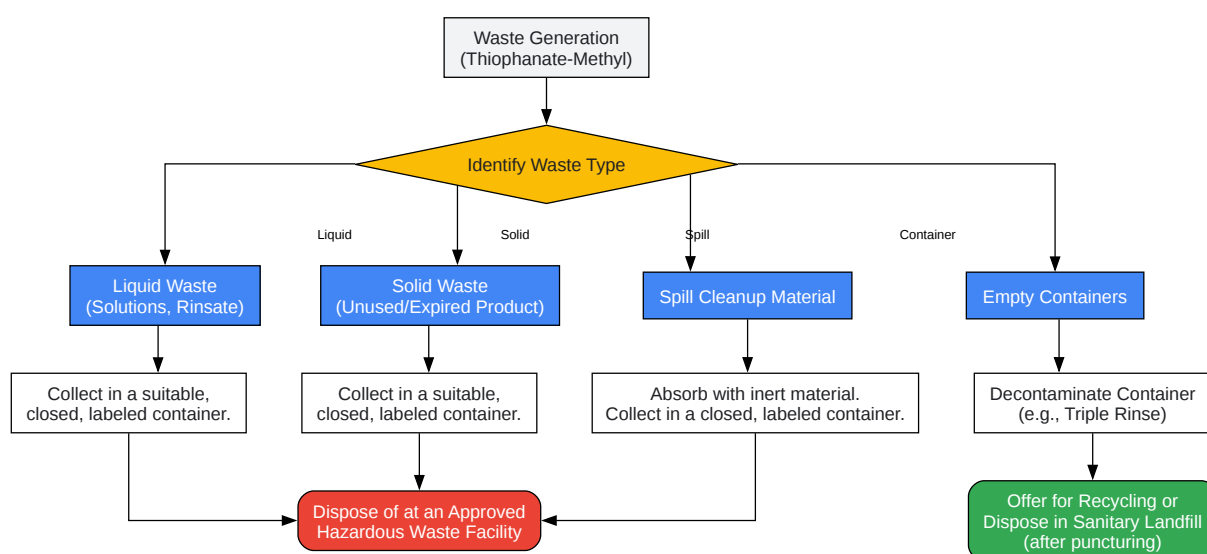 Waste Generation
(Thiophanate-Methyl)
Identify Waste Type
Liquid
Solid
Spill
Container
Liquid Waste
(Solutions, Rinsate)
Solid Waste
(Unused/Expired Product)
Spill Cleanup Material
Empty Containers
Collect in a suitable,
closed, labeled container.
Collect in a suitable,
closed, labeled container.
Absorb with inert material.
Collect in a closed, labeled container.
Decontaminate Container
(e.g., Triple Rinse)
Dispose of at an Approved
Hazardous Waste Facility
Offer for Recycling or
Dispose in Sanitary Landfill
(after puncturing)